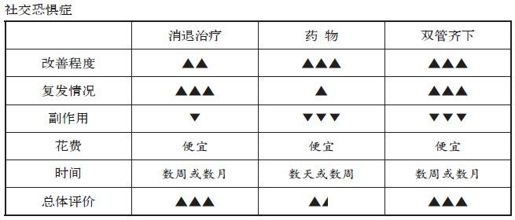 社交恐惧症
消退治疗 药物 双管齐下
改善程度 ▲▲ ▲▲▲ ▲▲▲
复发情况 ▲▲▲ ▲ ▲▲▲
副作用 ▼ ▼▼▼ ▼▼▼
花费 便宜 便宜 便宜
时间 数周或数月 数天或数周 数周或数月
总体评价 ▲▲▲ ▲◢ ▲▲▲